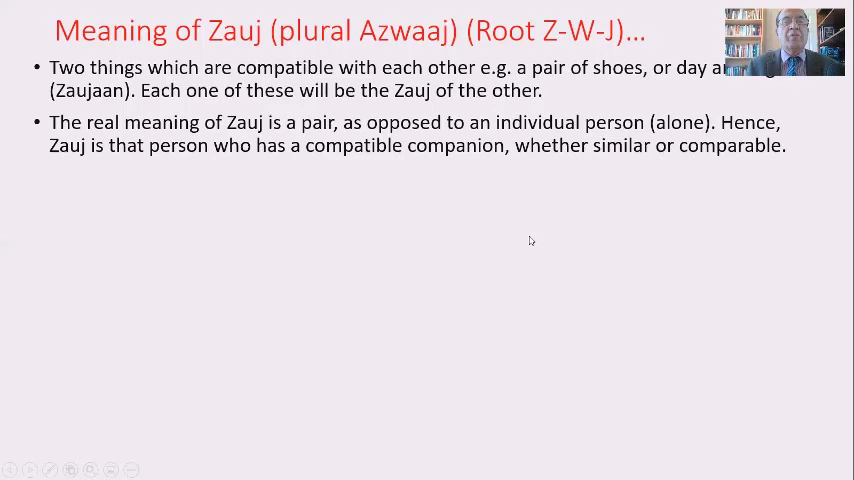 Meaning of Zauj (plural Azwaaj) (Root Z-W-J)...
• Two things which are compatible with each other e.g. a pair of shoes, or day
(Zaujaan). Each one of these will be the Zauj of the other.
• The real meaning of Zauj is a pair, as opposed to an individual person (alone). Hence,
Zauj is that person who has a compatible companion, whether similar or comparable.